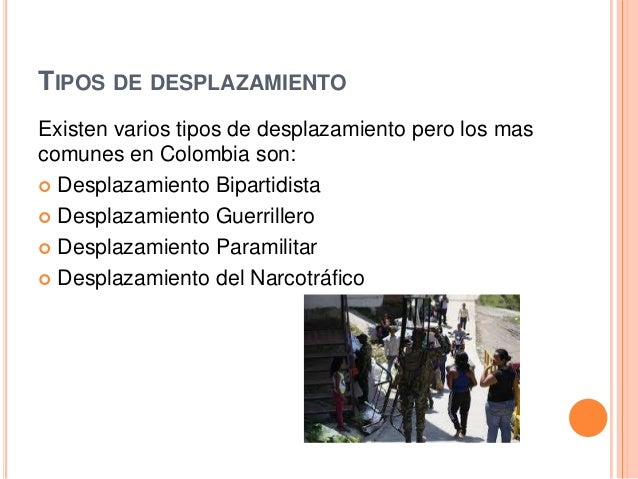 TIPOS DE DESPLAZAMIENTO
Existen varios tipos de desplazamiento pero los mas
comunes en Colombia son:
Desplazamiento Bipartidista
Desplazamiento Guerrillero
Desplazamiento Paramilitar
Desplazamiento del Narcotráfico